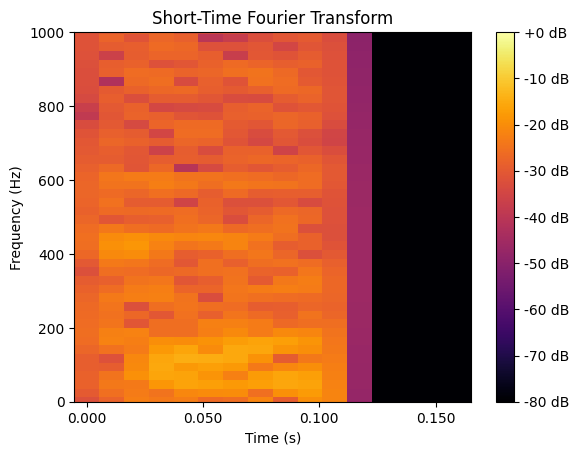 Short-Time Fourier Transform
1000
800
600
400
200
0
Frequency (Hz)
0.000
0.050
0.100
0.150
Time (s)
+0 dB
-10 dB
-20 dB
-30 dB
-40 dB
-50 dB
-60 dB
-70 dB
-80 dB